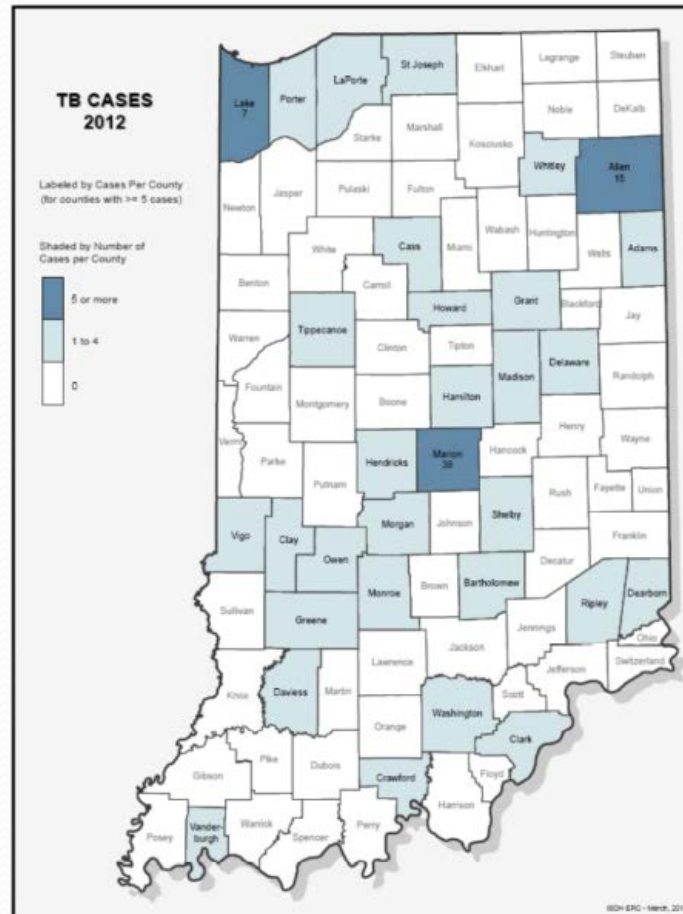 TB CASES
2012
Labeled by Cases Per County
(for counties with >= 5 cases)
Shaded by Number of
Cases per County
5 or more
1 to 4
0
Lake
7
Porter
LaPorte
St Joseph
Elkhart
Lagrange
Steuben
Noble
DeKalb
Starke
Marshall
Kosciusko
Whitley
Allen
15
Newton
Jasper
Pulaski
Fulton
Wabash
Huntington
Miami
Wells
Adams
White
Cass
Benton
Carroll
Howard
Grant
Blackford
Jay
Tippecanoe
Warren
Clinton
Tipton
Madison
Delaware
Randolph
Fountain
Montgomery
Boone
Hamilton
Henry
Wayne
Verm
Parke
Putnam
Hendricks
Marion
Hancock
Rush
Fayette
Union
Vigo
Clay
Owen
Morgan
Johnson
Shelby
Franklin
Decatur
Sullivan
Greene
Monroe
Brown
Bartholomew
Ripley
Dearborn
Ohio
Jennings
Jackson
Lawrence
Jefferson
Switzerland
Knox
Daviess
Martin
Scott
Washington
Orange
Clark
Gibson
Pike
Dubois
Crawford
Floyd
Harrison
Posey
Vander-
burgh
Warrick
Spencer
Perry